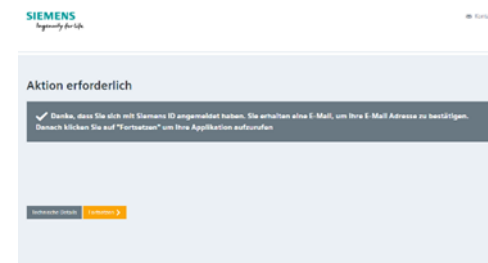 SIEMENS
Ingenuity for life
Aktion erforderlich
Danke, dass Sie sich mit Siemens ID angemeldet haben. Sie erhalten eine E-Mail, um Ihre E-Mail Adresse zu bestätigen.
Danach klicken Sie auf "Fortsetzen" um Ihre Applikation aufzurufen
Technische Details
Fortsetzen